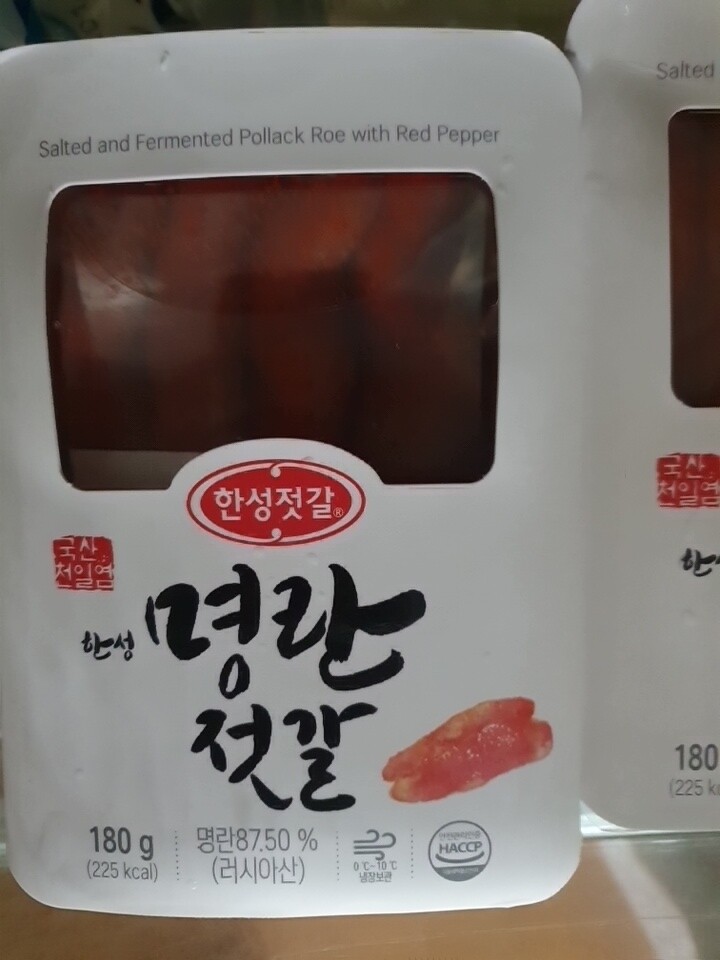 Salted and Fermented Pollack Roe with Red Pepper
한성젓갈®
국산
천일염
한성 명란
젓갈
180 g
(225 kcal)
명란87.50 %
(러시아산)
0℃~10℃
냉장보관
HACCP
Salted
국산
천일염
한
180
(225 k